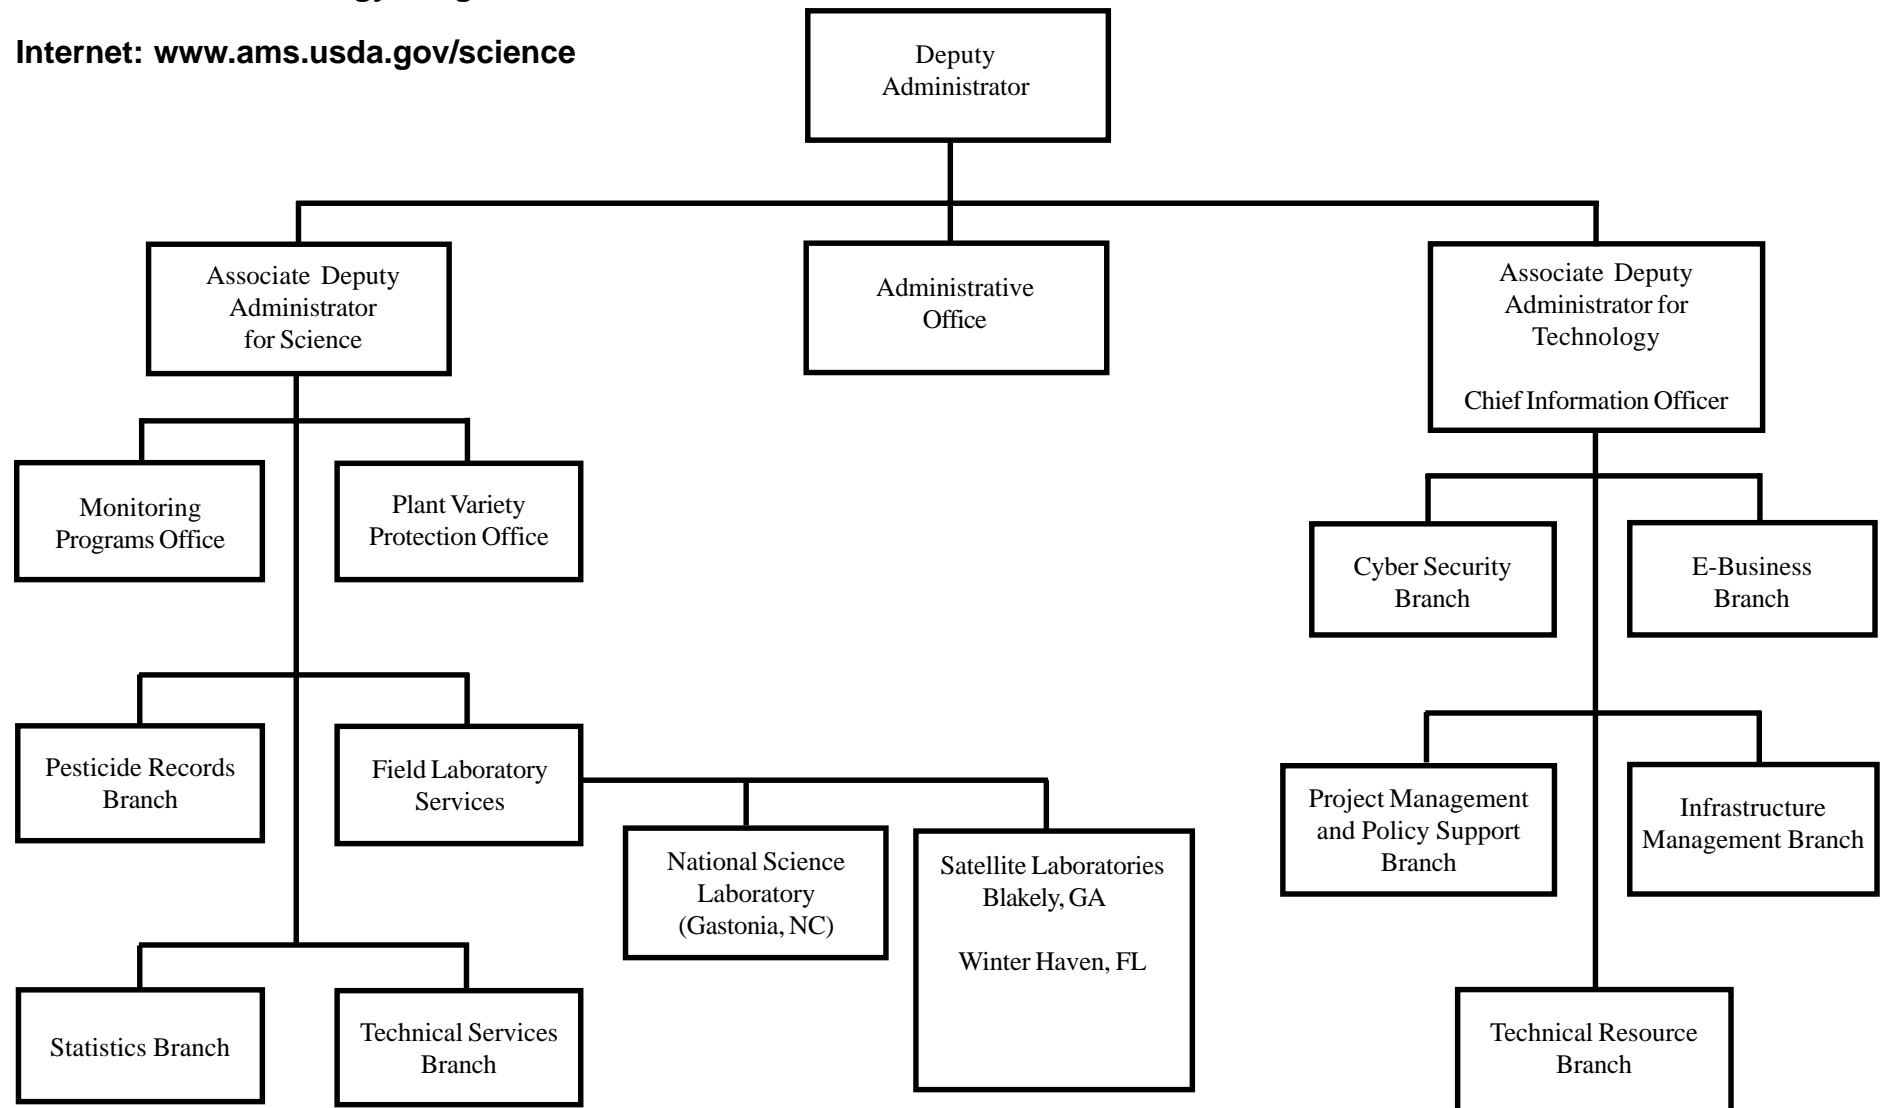 Internet: www.ams.usda.gov/science
Deputy
Administrator
Associate Deputy
Administrator
for Science
Administrative
Office
Associate Deputy
Administrator for
Technology
Chief Information Officer
Monitoring
Programs Office
Plant Variety
Protection Office
Cyber Security
Branch
E-Business
Branch
Pesticide Records
Branch
Field Laboratory
Services
National Science
Laboratory
(Gastonia, NC)
Satellite Laboratories
Blakely, GA
Winter Haven, FL
Project Management
and Policy Support
Branch
Infrastructure
Management Branch
Statistics Branch
Technical Services
Branch
Technical Resource
Branch